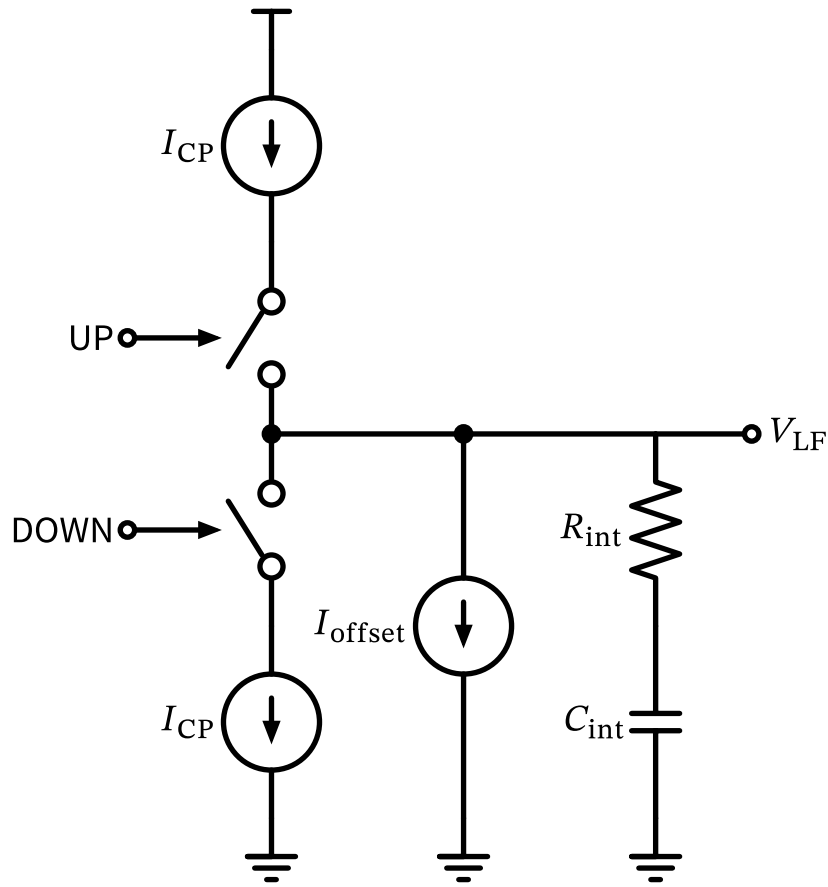 I_CP
UP
V_LF
DOWN
R_int
I_offset
I_CP
C_int